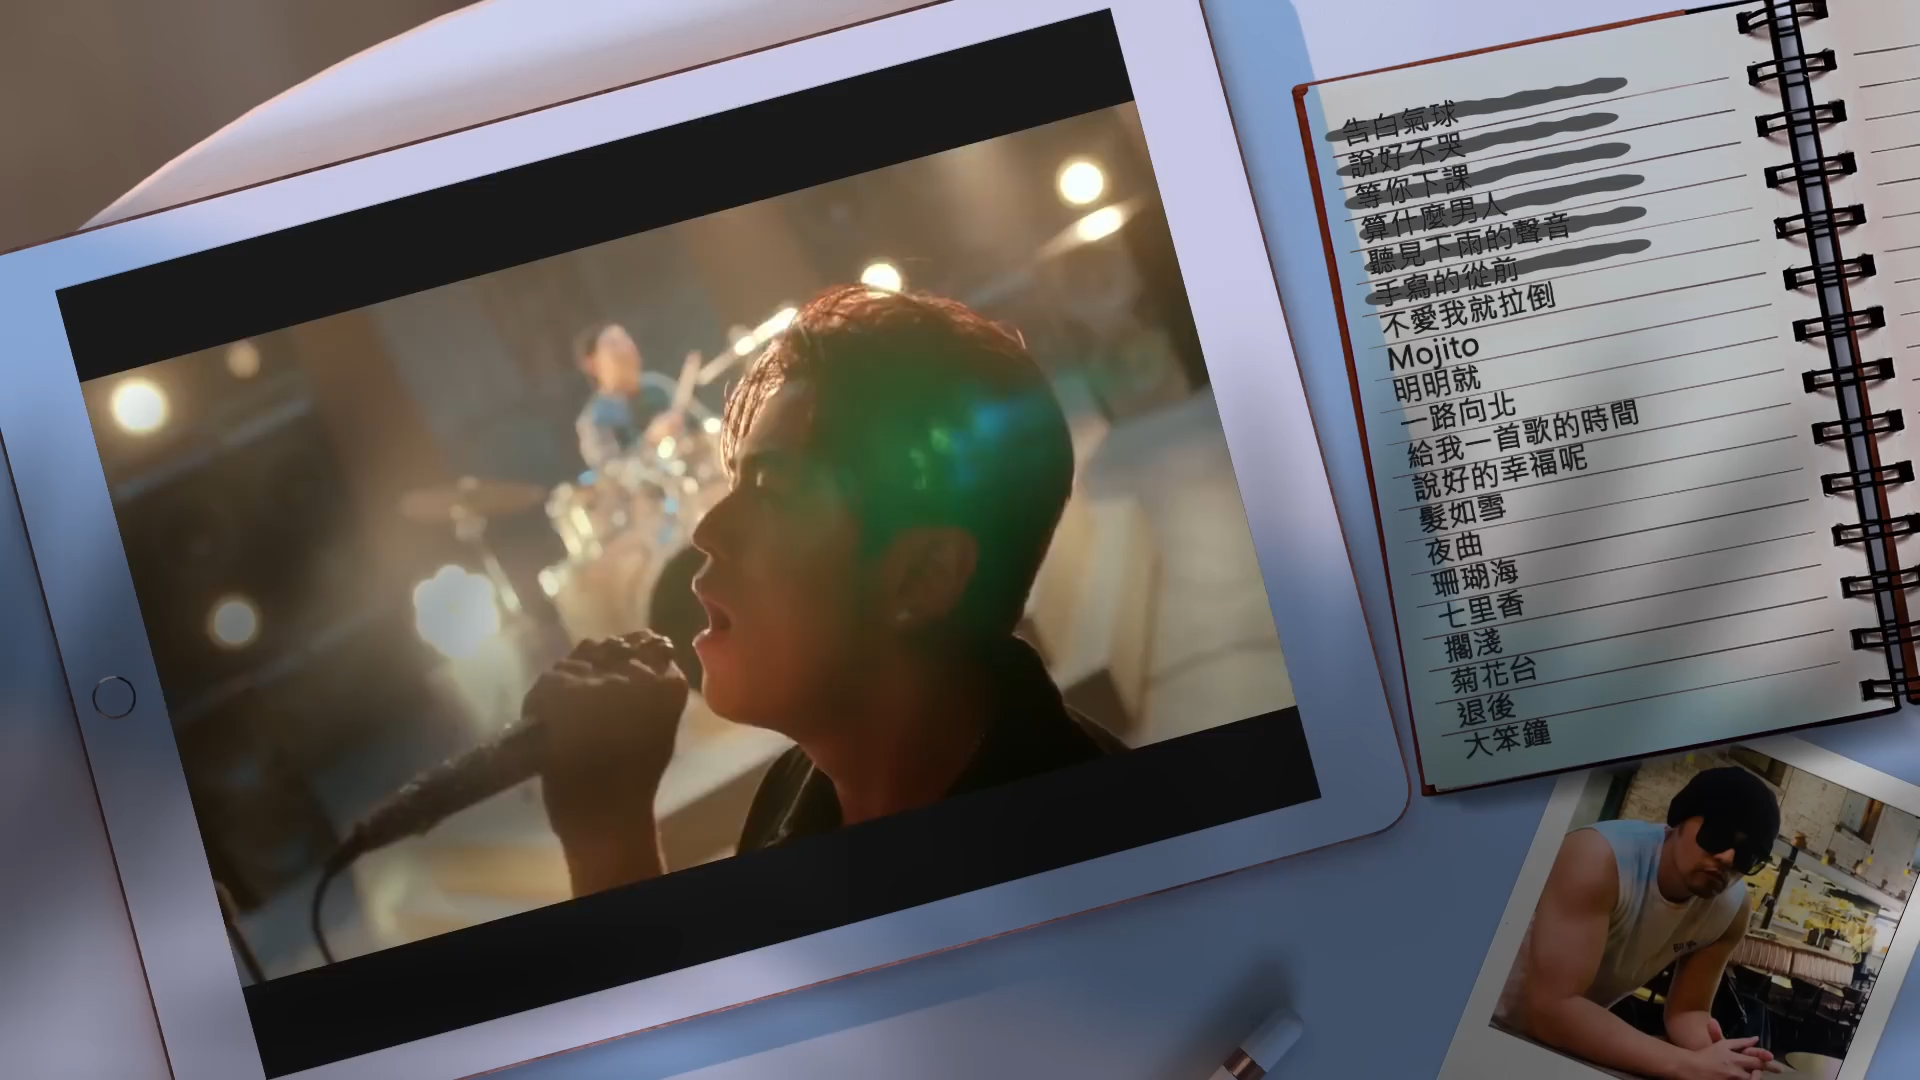 告白氣球
說好不哭
等你下課
算什麼男人
聽見下雨的聲音
手寫的從前
不愛我就拉倒
Mojito
明明就
一路向北
給我一首歌的時間
說好的幸福呢
髮如雪
夜曲
珊瑚海
七里香
擱淺
菊花台
退後
大笨鐘